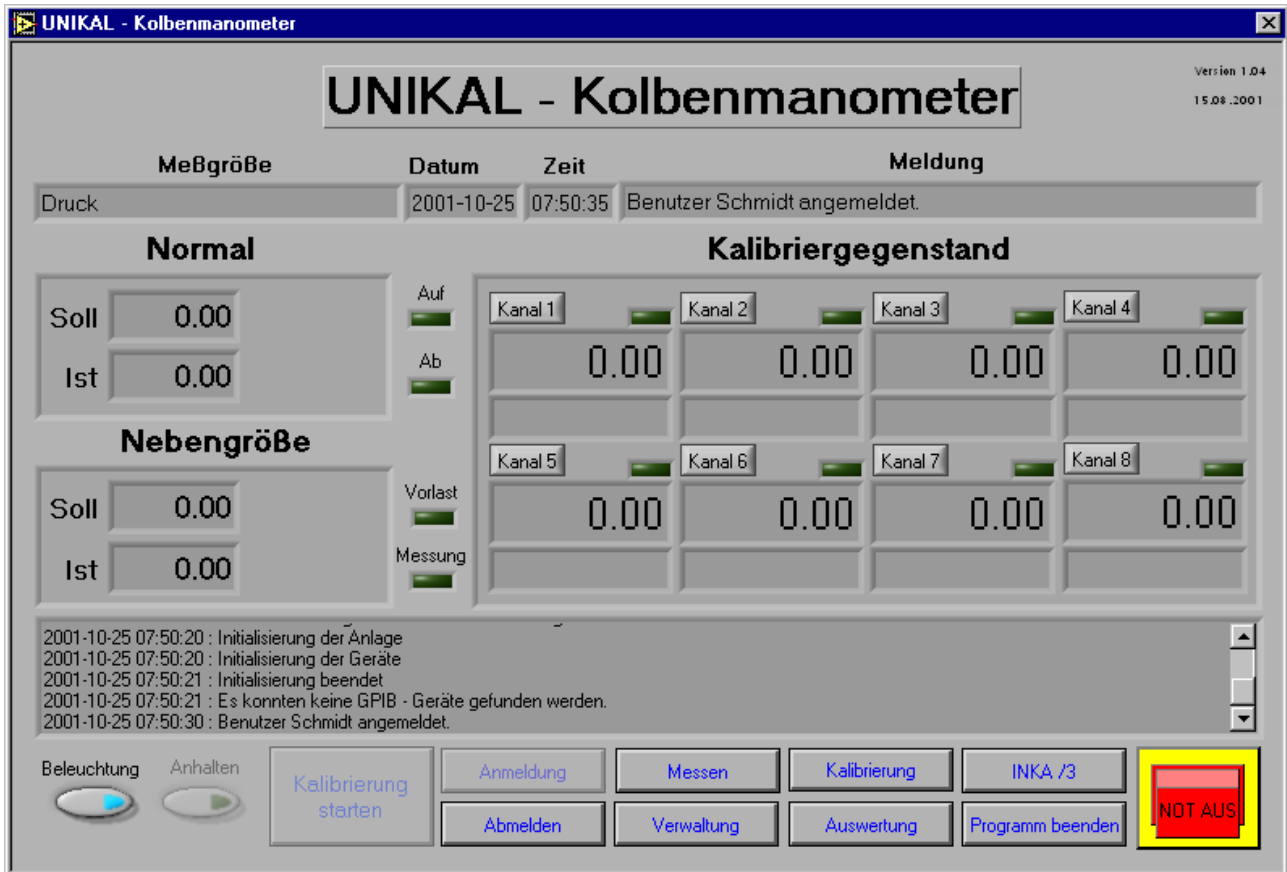 UNIKAL - Kolbenmanometer
UNIKAL - Kolbenmanometer
Version 1.04
15.08.2001
Meßgröße Datum Zeit Meldung
Druck 2001-10-25 07:50:35 Benutzer Schmidt angemeldet.
Normal
Soll 0.00
Ist 0.00
Auf
Ab
Nebengröße
Soll 0.00
Ist 0.00
Vorlast
Messung
Kalibriergegenstand
Kanal 1 Kanal 2 Kanal 3 Kanal 4
0.00 0.00 0.00 0.00
Kanal 5 Kanal 6 Kanal 7 Kanal 8
0.00 0.00 0.00 0.00
2001-10-25 07:50:20 : Initialisierung der Anlage
2001-10-25 07:50:20 : Initialisierung der Geräte
2001-10-25 07:50:21 : Initialisierung beendet
2001-10-25 07:50:21 : Es konnten keine GPIB - Geräte gefunden werden.
2001-10-25 07:50:30 : Benutzer Schmidt angemeldet.
Beleuchtung Anhalten
Kalibrierung
starten
Anmeldung Messen Kalibrierung INKA /3
Abmelden Verwaltung Auswertung Programm beenden
NOT AUS